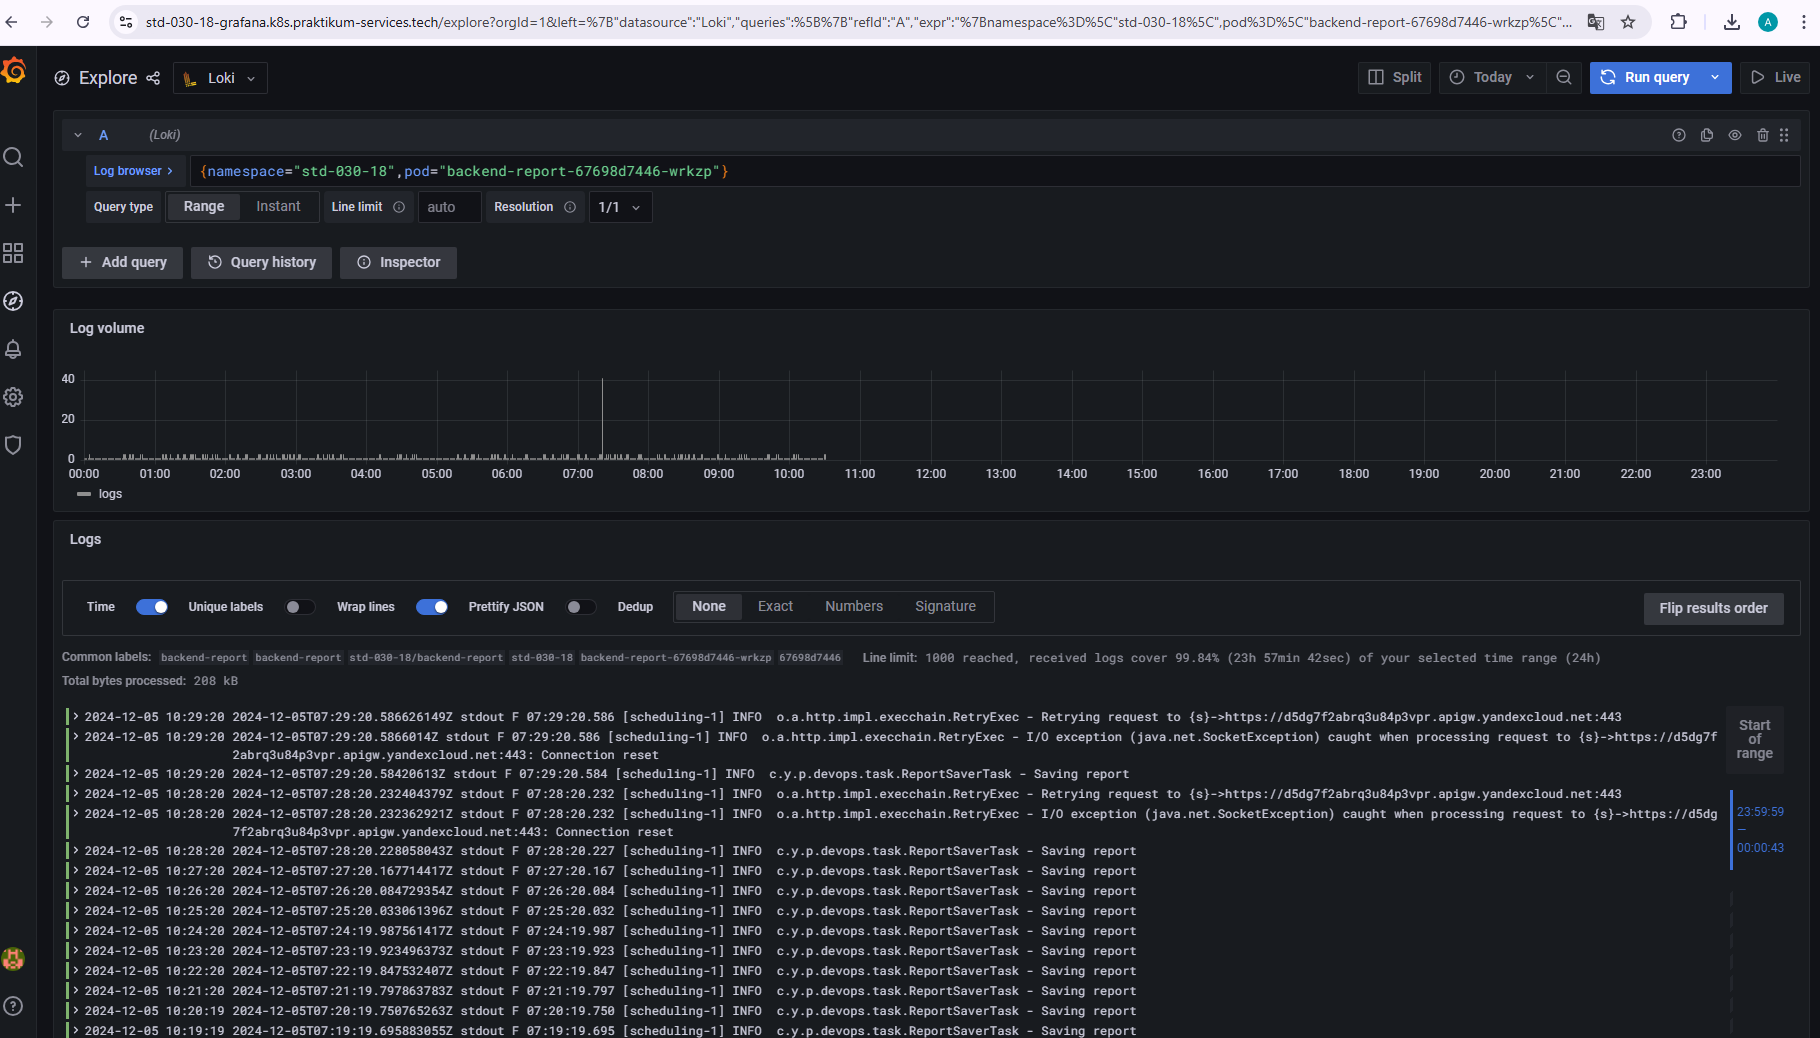 std-030-18-grafana.k8s.praktikum-services.tech/explore?orgId=1&left=%7B"datasource":"Loki","queries":%5B%7B"refId":"A","expr":"%7Bnamespace%3D%5C"std-030-18%5C",pod%3D%5C"backend-report-67698d7446-wrkzp%5C"...
A
Explore
Loki
Split
Today
Run query
Live
A
(Loki)
Log browser >
{namespace="std-030-18",pod="backend-report-67698d7446-wrkzp"}
Query type
Range
Instant
Line limit
auto
Resolution
1/1
+ Add query
Query history
Inspector
Log volume
40
20
0
00:00 01:00 02:00 03:00 04:00 05:00 06:00 07:00 08:00 09:00 10:00 11:00 12:00 13:00 14:00 15:00 16:00 17:00 18:00 19:00 20:00 21:00 22:00 23:00
logs
Logs
Time
Unique labels
Wrap lines
Prettify JSON
Dedup
None
Exact
Numbers
Signature
Flip results order
Common labels: backend-report backend-report std-030-18/backend-report std-030-18 backend-report-67698d7446-wrkzp 67698d7446 Line limit: 1000 reached, received logs cover 99.84% (23h 57min 42sec) of your selected time range (24h)
Total bytes processed: 208 kB
> 2024-12-05 10:29:20 2024-12-05T07:29:20.586626149Z stdout F 07:29:20.586 [scheduling-1] INFO o.a.http.impl.execchain.RetryExec - Retrying request to {s}->https://d5dg7f2abrq3u84p3vpr.apigw.yandexcloud.net:443
> 2024-12-05 10:29:20 2024-12-05T07:29:20.5866014Z stdout F 07:29:20.586 [scheduling-1] INFO o.a.http.impl.execchain.RetryExec - I/O exception (java.net.SocketException) caught when processing request to {s}->https://d5dg7f
2abrq3u84p3vpr.apigw.yandexcloud.net:443: Connection reset
> 2024-12-05 10:29:20 2024-12-05T07:29:20.58420613Z stdout F 07:29:20.584 [scheduling-1] INFO c.y.p.devops.task.ReportSaverTask - Saving report
> 2024-12-05 10:28:20 2024-12-05T07:28:20.232404379Z stdout F 07:28:20.232 [scheduling-1] INFO o.a.http.impl.execchain.RetryExec - Retrying request to {s}->https://d5dg7f2abrq3u84p3vpr.apigw.yandexcloud.net:443
> 2024-12-05 10:28:20 2024-12-05T07:28:20.232362921Z stdout F 07:28:20.232 [scheduling-1] INFO o.a.http.impl.execchain.RetryExec - I/O exception (java.net.SocketException) caught when processing request to {s}->https://d5dg
7f2abrq3u84p3vpr.apigw.yandexcloud.net:443: Connection reset
> 2024-12-05 10:28:20 2024-12-05T07:28:20.228058043Z stdout F 07:28:20.227 [scheduling-1] INFO c.y.p.devops.task.ReportSaverTask - Saving report
> 2024-12-05 10:27:20 2024-12-05T07:27:20.167714417Z stdout F 07:27:20.167 [scheduling-1] INFO c.y.p.devops.task.ReportSaverTask - Saving report
> 2024-12-05 10:26:20 2024-12-05T07:26:20.084729354Z stdout F 07:26:20.084 [scheduling-1] INFO c.y.p.devops.task.ReportSaverTask - Saving report
> 2024-12-05 10:25:20 2024-12-05T07:25:20.033061396Z stdout F 07:25:20.032 [scheduling-1] INFO c.y.p.devops.task.ReportSaverTask - Saving report
> 2024-12-05 10:24:20 2024-12-05T07:24:19.987561417Z stdout F 07:24:19.987 [scheduling-1] INFO c.y.p.devops.task.ReportSaverTask - Saving report
> 2024-12-05 10:23:20 2024-12-05T07:23:19.923496373Z stdout F 07:23:19.923 [scheduling-1] INFO c.y.p.devops.task.ReportSaverTask - Saving report
> 2024-12-05 10:22:20 2024-12-05T07:22:19.847532407Z stdout F 07:22:19.847 [scheduling-1] INFO c.y.p.devops.task.ReportSaverTask - Saving report
> 2024-12-05 10:21:20 2024-12-05T07:21:19.797863783Z stdout F 07:21:19.797 [scheduling-1] INFO c.y.p.devops.task.ReportSaverTask - Saving report
> 2024-12-05 10:20:19 2024-12-05T07:20:19.750765263Z stdout F 07:20:19.750 [scheduling-1] INFO c.y.p.devops.task.ReportSaverTask - Saving report
> 2024-12-05 10:19:19 2024-12-05T07:19:19.695883055Z stdout F 07:19:19.695 [scheduling-1] INFO c.y.p.devops.task.ReportSaverTask - Saving report
Start
of
range
23:59:59
—
00:00:43